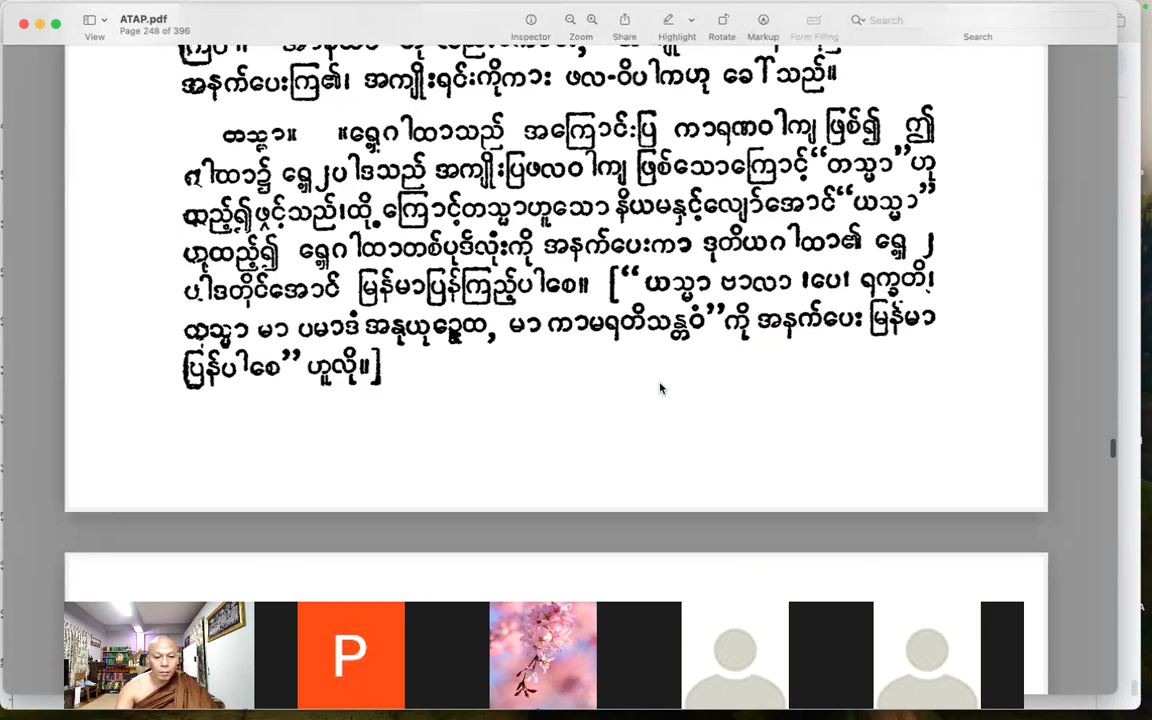 ATAP.pdf
Page 246 of 396
View
Inspector
Zoom
Share
Highlight
Rotate
Markup
Form Filling
Search
Search
အနက်ပေးကြ၏၊ အကျိုးရင်းကိုကား ဖလ-ဝိပါကဟု ခေါ်သည်။
တသ္မာ။ ။ရှေ့ဂါထာသည် အကြောင်းပြ ကာရဏဝါကျ ဖြစ်၍ ဤ
ဂါထာ၌ ရှေ့၂ပါဒသည် အကျိုးပြဖလဝါကျ ဖြစ်သောကြောင့် “တသ္မာ” ဟု
ထည့်၍ ဖွင့်သည်၊ထို့ကြောင့်တသ္မာဟူသော နိယမနှင့်လျော်အောင် “ယသ္မာ”
ဟုထည့်၍ ရှေ့ဂါထာတစ်ပုဒ်လုံးကို အနက်ပေးကာ ဒုတိယဂါထာ၏ ရှေ့ ၂
ပါဒတိုင်အောင် မြန်မာပြန်ကြည့်ပါစေ။ [“ယသ္မာ ဗာလာ ၊ပေ၊ ရက္ခတိ၊
တသ္မာ မာ ပမာဒံ အနုယုဉ္ဇေထ, မာ ကာမရတိသန္တဝံ” ကို အနက်ပေး မြန်မာ
ပြန်ပါစေ” ဟူလို။]
P